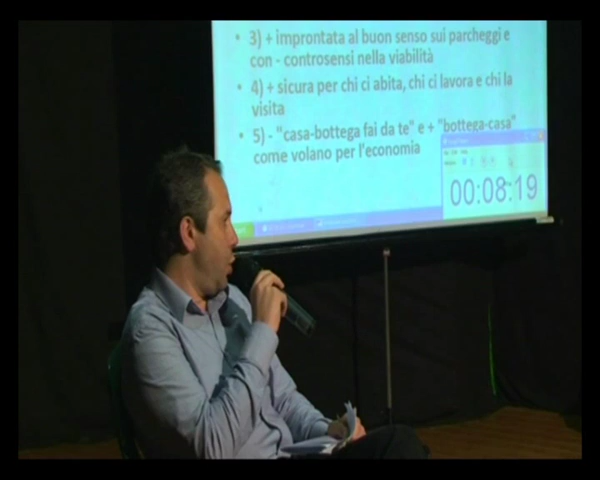 • 3) + improntata al buon senso sui parcheggi e
con - controsensi nella viabilità
• 4) + sicura per chi ci abita, chi ci lavora e chi la
visita
• 5) - "casa-bottega fai da te" e + "bottega-casa"
come volano per l'economia
00:08:19